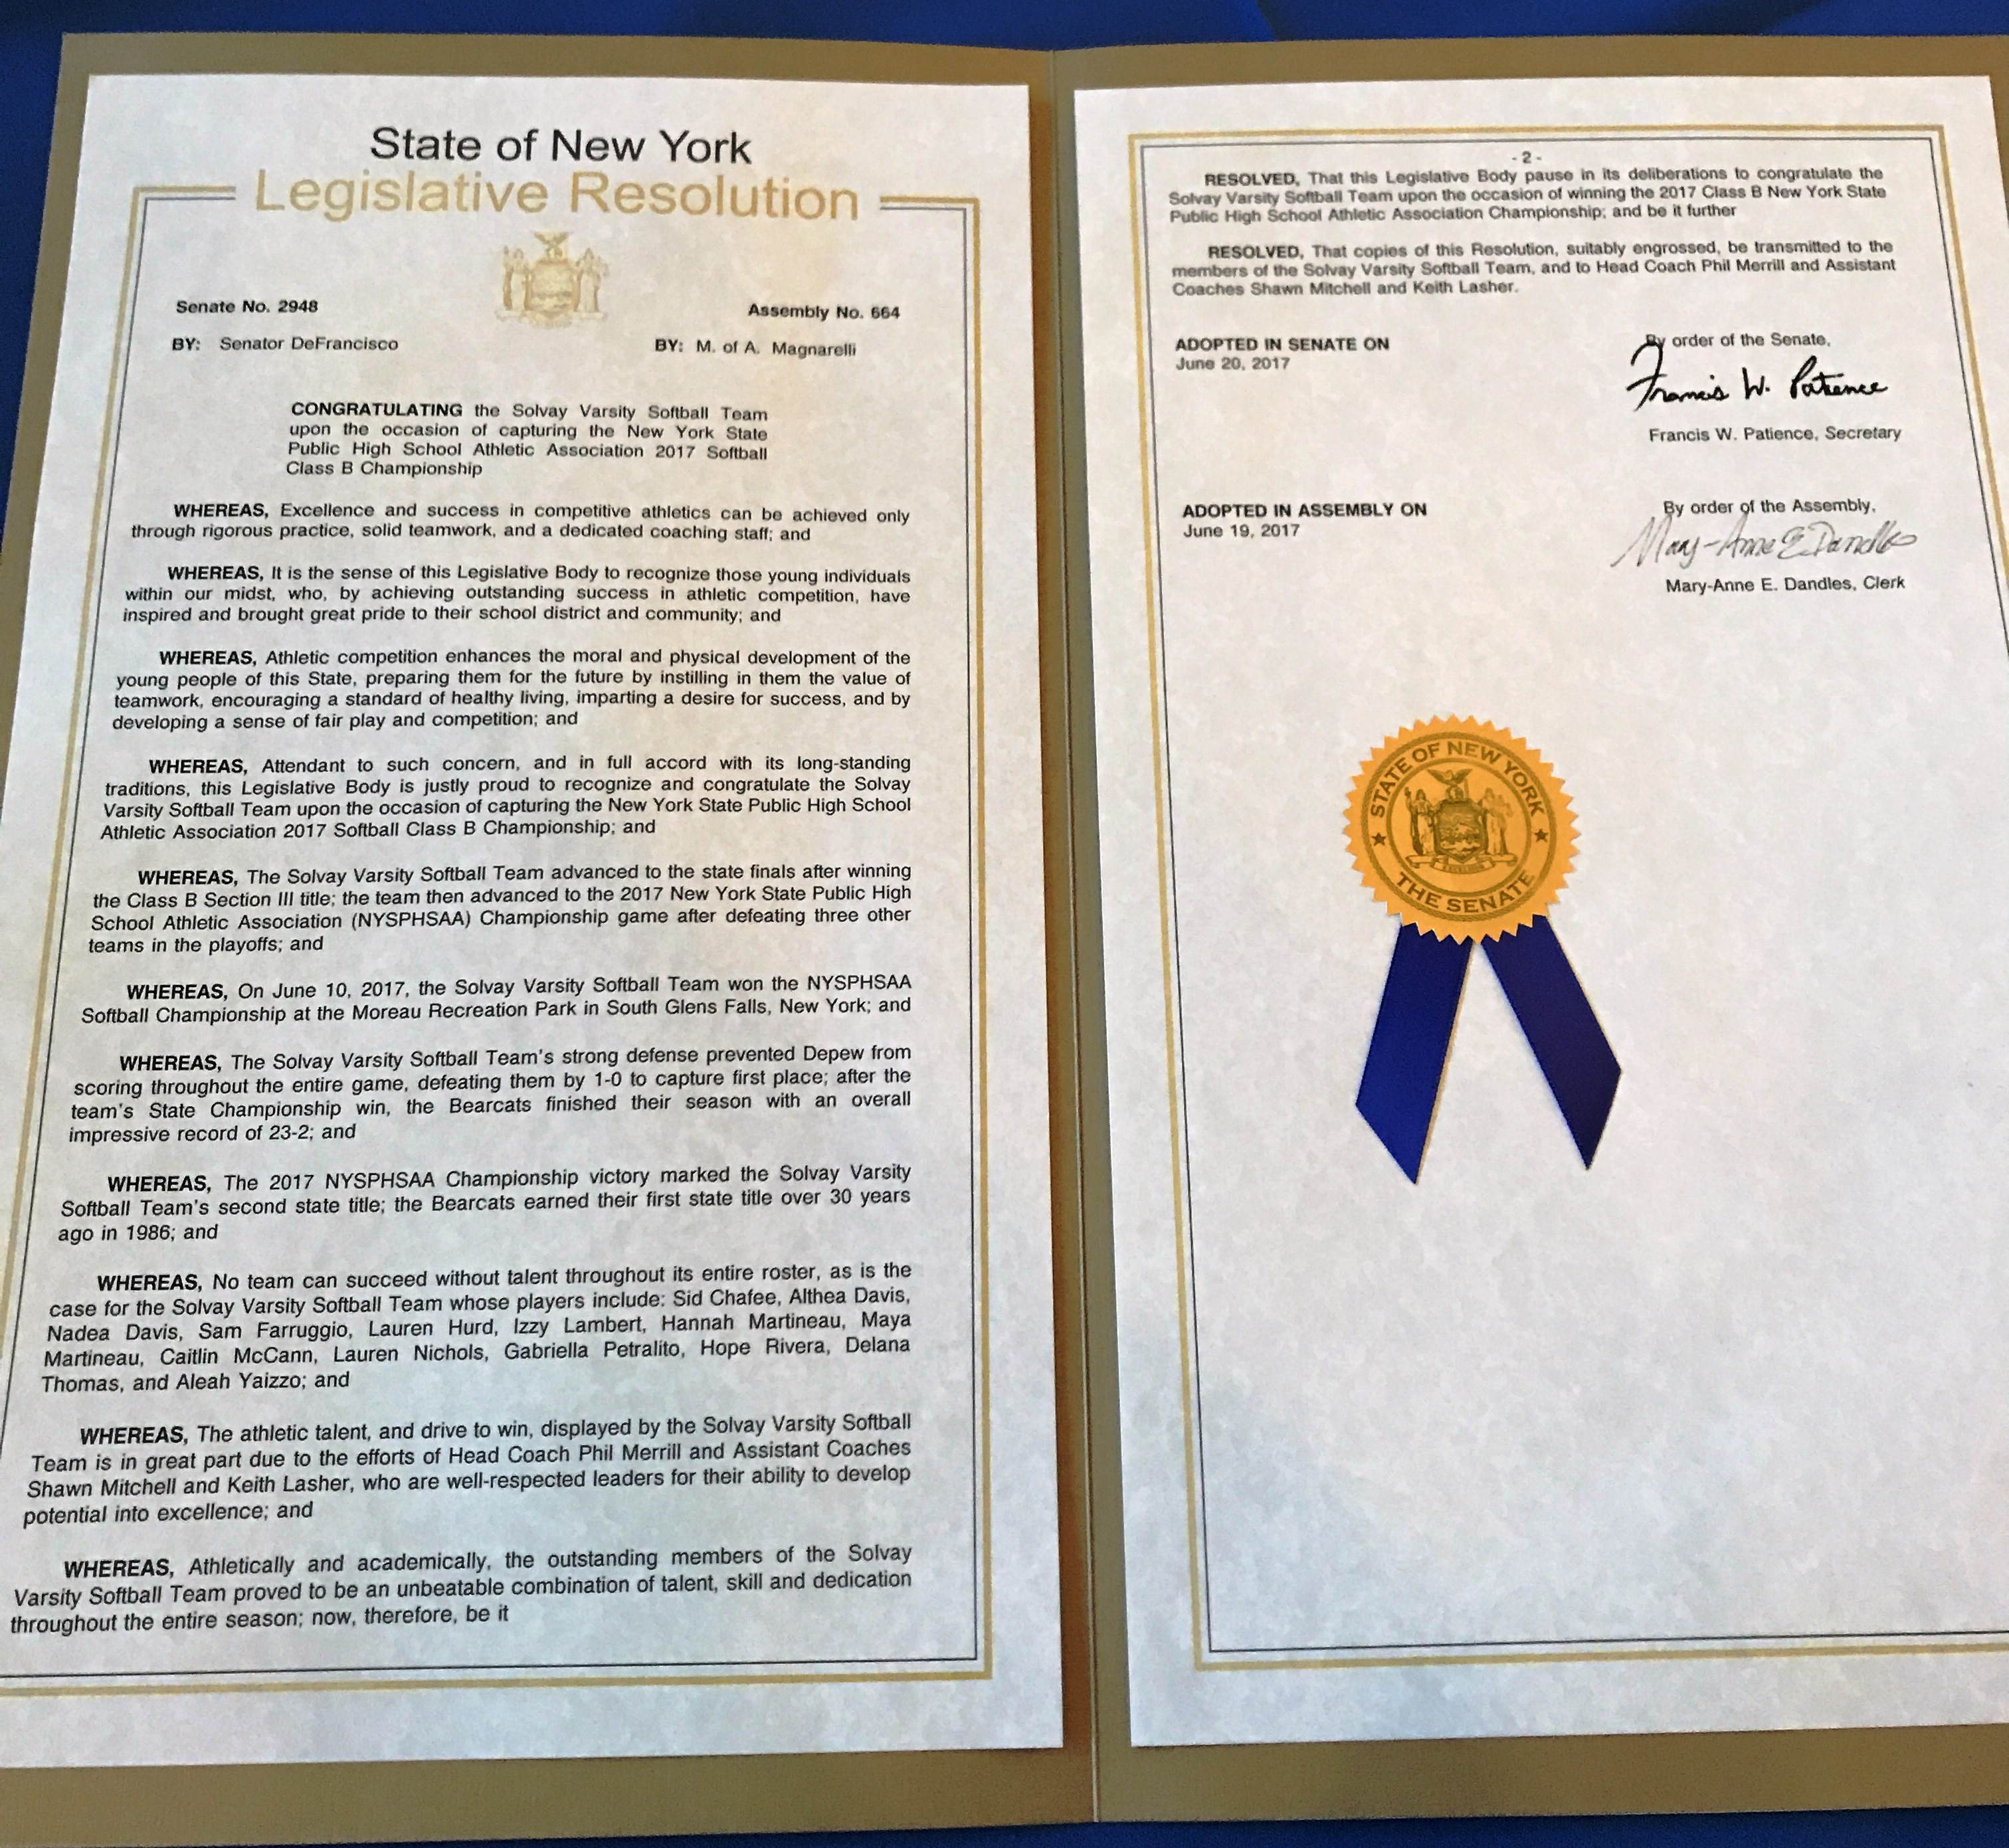 State of New York
Legislative Resolution
Senate No. 2948
Assembly No. 664
BY: Senator DeFrancisco
BY: M. of A. Magnarelli
CONGRATULATING the Solvay Varsity Softball Team
upon the occasion of capturing the New York State
Public High School Athletic Association 2017 Softball
Class B Championship
WHEREAS, Excellence and success in competitive athletics can be achieved only
through rigorous practice, solid teamwork, and a dedicated coaching staff; and
WHEREAS, It is the sense of this Legislative Body to recognize those young individuals
within our midst, who, by achieving outstanding success in athletic competition, have
inspired and brought great pride to their school district and community; and
WHEREAS, Athletic competition enhances the moral and physical development of the
young people of this State, preparing them for the future by instilling in them the value of
teamwork, encouraging a standard of healthy living, imparting a desire for success, and by
developing a sense of fair play and competition; and
WHEREAS, Attendant to such concern, and in full accord with its long-standing
traditions, this Legislative Body is justly proud to recognize and congratulate the Solvay
Varsity Softball Team upon the occasion of capturing the New York State Public High School
Athletic Association 2017 Softball Class B Championship; and
WHEREAS, The Solvay Varsity Softball Team advanced to the state finals after winning
the Class B Section III title; the team then advanced to the 2017 New York State Public High
School Athletic Association (NYSPHSAA) Championship game after defeating three other
teams in the playoffs; and
WHEREAS, On June 10, 2017, the Solvay Varsity Softball Team won the NYSPHSAA
Softball Championship at the Moreau Recreation Park in South Glens Falls, New York; and
WHEREAS, The Solvay Varsity Softball Team's strong defense prevented Depew from
scoring throughout the entire game, defeating them by 1-0 to capture first place; after the
team's State Championship win, the Bearcats finished their season with an overall
impressive record of 23-2; and
WHEREAS, The 2017 NYSPHSAA Championship victory marked the Solvay Varsity
Softball Team's second state title; the Bearcats earned their first state title over 30 years
ago in 1986; and
WHEREAS, No team can succeed without talent throughout its entire roster, as is the
case for the Solvay Varsity Softball Team whose players include: Sid Chafee, Althea Davis,
Nadea Davis, Sam Farruggio, Lauren Hurd, Izzy Lambert, Hannah Martineau, Maya
Martineau, Caitlin McCann, Lauren Nichols, Gabriella Petralito, Hope Rivera, Delana
Thomas, and Aleah Yaizzo; and
WHEREAS, The athletic talent, and drive to win, displayed by the Solvay Varsity Softball
Team is in great part due to the efforts of Head Coach Phil Merrill and Assistant Coaches
Shawn Mitchell and Keith Lasher, who are well-respected leaders for their ability to develop
potential into excellence; and
WHEREAS, Athletically and academically, the outstanding members of the Solvay
Varsity Softball Team proved to be an unbeatable combination of talent, skill and dedication
throughout the entire season; now, therefore, be it
- 2 -
RESOLVED, That this Legislative Body pause in its deliberations to congratulate the
Solvay Varsity Softball Team upon the occasion of winning the 2017 Class B New York State
Public High School Athletic Association Championship; and be it further
RESOLVED, That copies of this Resolution, suitably engrossed, be transmitted to the
members of the Solvay Varsity Softball Team, and to Head Coach Phil Merrill and Assistant
Coaches Shawn Mitchell and Keith Lasher.
ADOPTED IN SENATE ON
June 20, 2017
By order of the Senate,
Francis W. Patience
Francis W. Patience, Secretary
ADOPTED IN ASSEMBLY ON
June 19, 2017
By order of the Assembly,
Mary-Anne E Dandles
Mary-Anne E. Dandles, Clerk
STATE OF NEW YORK
THE SENATE